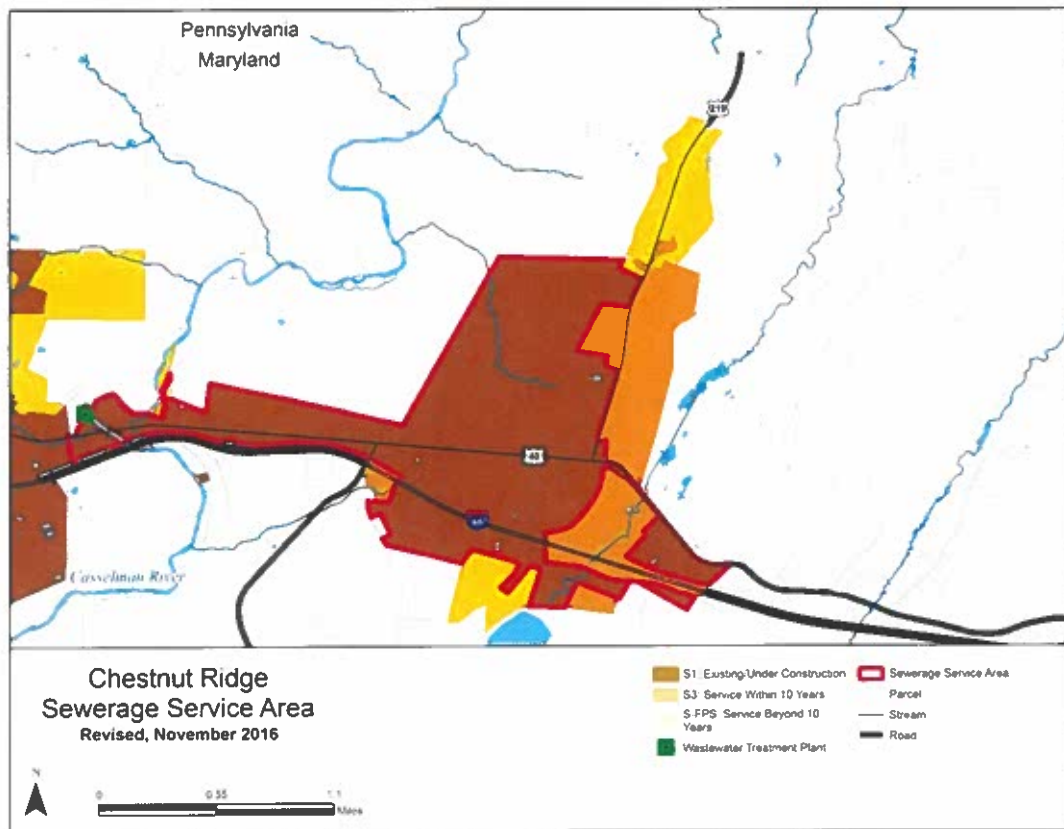 Pennsylvania
Maryland
219
40
Casselman River
Chestnut Ridge
Sewerage Service Area
Revised, November 2016
S1: Existing/Under Construction
S3: Service Within 10 Years
S-FPS: Service Beyond 10
Years
Wastewater Treatment Plant
Sewerage Service Area
Parcel
Stream
Road
N
0 0.55 1.1
Miles